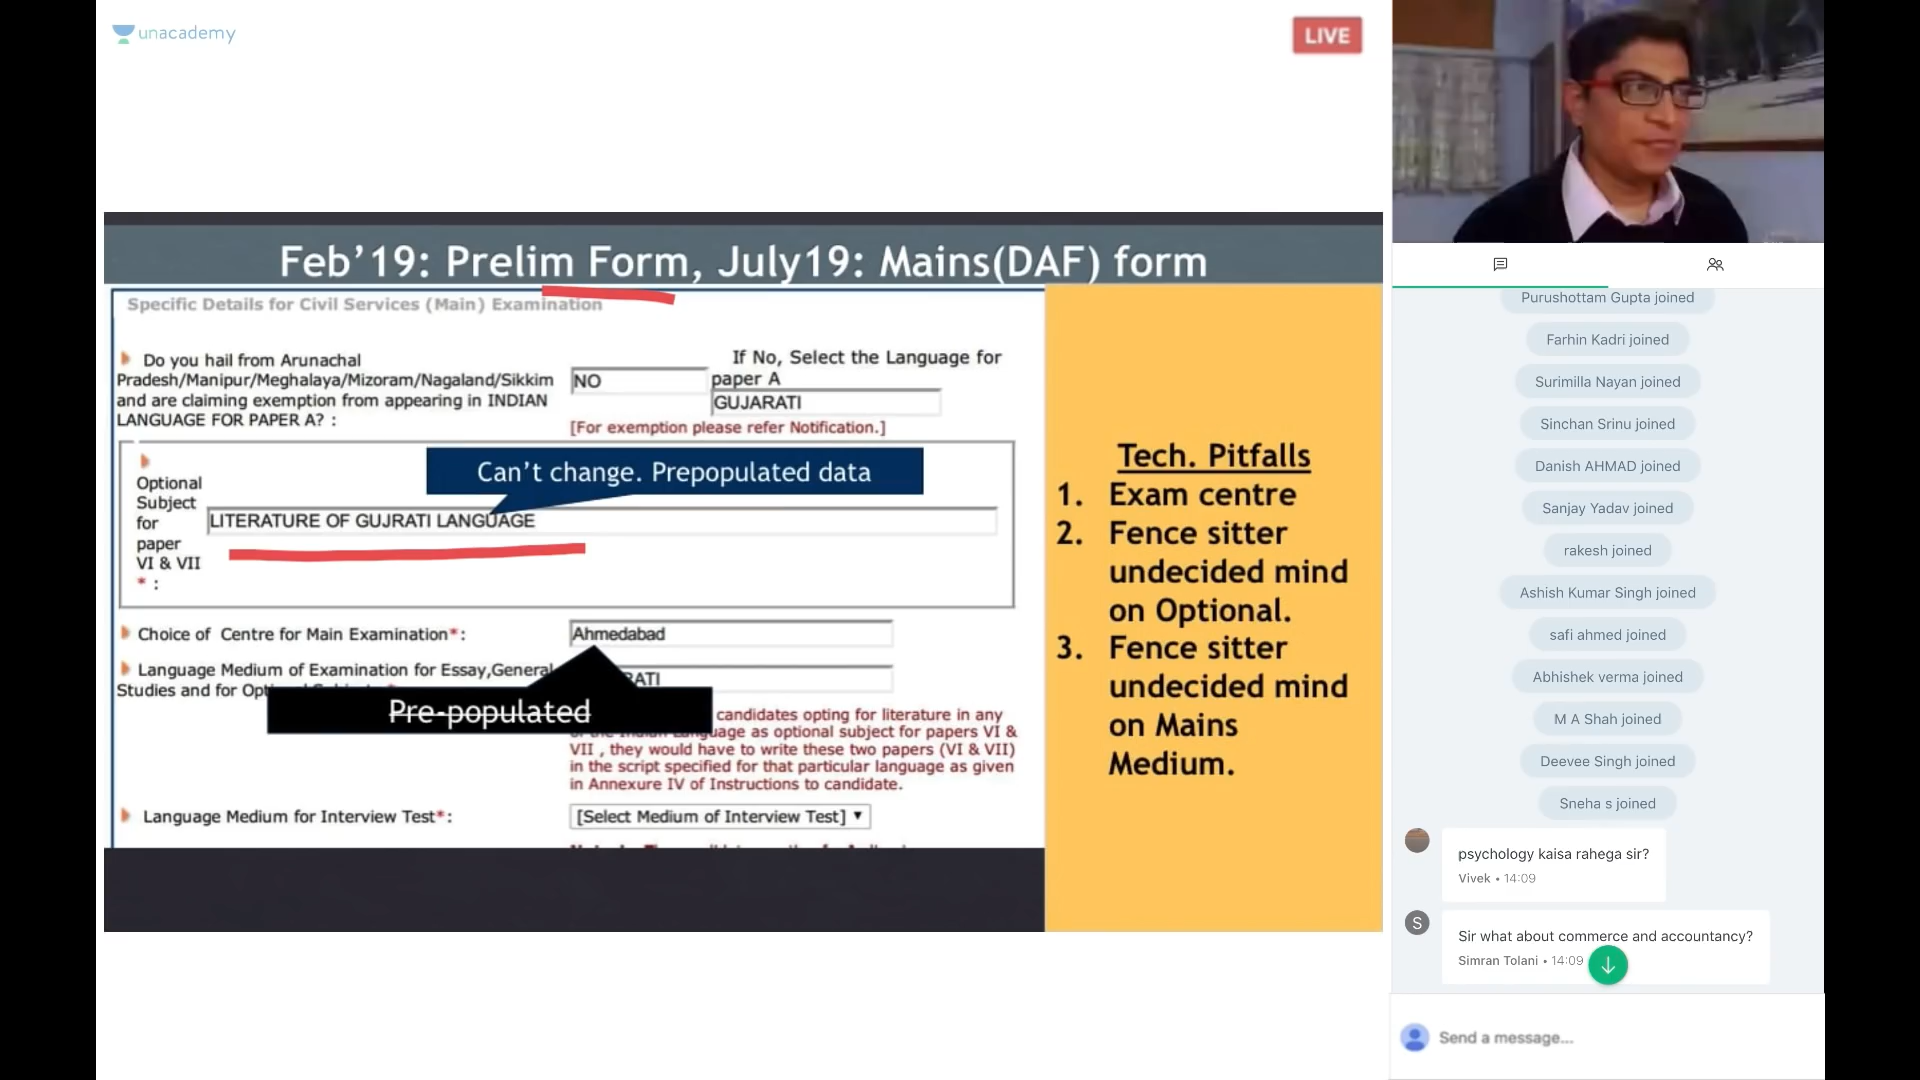 unacademy
LIVE
Feb’19: Prelim Form, July19: Mains(DAF) form
Specific Details for Civil Services (Main) Examination
Do you hail from Arunachal
Pradesh/Manipur/Meghalaya/Mizoram/Nagaland/Sikkim
and are claiming exemption from appearing in INDIAN
LANGUAGE FOR PAPER A? :
NO
If No, Select the Language for
paper A
GUJARATI
[For exemption please refer Notification.]
Can’t change. Prepopulated data
Optional
Subject
for
paper
VI & VII
* :
LITERATURE OF GUJRATI LANGUAGE
Choice of Centre for Main Examination*:
Ahmedabad
Language Medium of Examination for Essay,General
Studies and for
RATI
Pre-populated
candidates opting for literature in any
of the Indian Language as optional subject for papers VI &
VII , they would have to write these two papers (VI & VII)
in the script specified for that particular language as given
in Annexure IV of Instructions to candidate.
Language Medium for Interview Test*:
[Select Medium of Interview Test]
Tech. Pitfalls
1. Exam centre
2. Fence sitter
undecided mind
on Optional.
3. Fence sitter
undecided mind
on Mains
Medium.
Purushottam Gupta joined
Farhin Kadri joined
Surimilla Nayan joined
Sinchan Srinu joined
Danish AHMAD joined
Sanjay Yadav joined
rakesh joined
Ashish Kumar Singh joined
safi ahmed joined
Abhishek verma joined
M A Shah joined
Deevee Singh joined
Sneha s joined
psychology kaisa rahega sir?
Vivek • 14:09
S
Sir what about commerce and accountancy?
Simran Tolani • 14:09
Send a message...